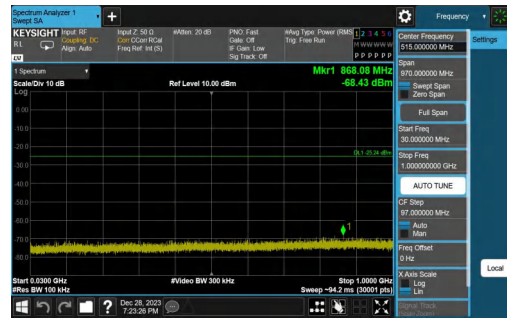 Spectrum Analyzer 1
Swept SA
Frequency
KEYSIGHT
RL
Input: RF
Coupling: DC
Align: Auto
Input Z: 50 Ω
Corr CCorr RCal
Freq Ref: Int (S)
#Atten: 20 dB
PNO: Fast
Gate: Off
IF Gain: Low
Sig Track: Off
#Avg Type: Power (RMS
Trig: Free Run
1 2 3 4 5 6
M W W W W W
P P P P P P
LV
1 Spectrum
Scale/Div 10 dB
Ref Level 10.00 dBm
Mkr1 868.08 MHz
-68.43 dBm
Log
0.00
-10.0
-20.0
DL1 -25.24 dBm
-30.0
-40.0
-50.0
-60.0
1
-70.0
-80.0
Start 0.0300 GHz
#Video BW 300 kHz
Stop 1.0000 GHz
#Res BW 100 kHz
Sweep ~94.2 ms (30001 pts)
Dec 28, 2023
7:23:26 PM
?
Center Frequency
515.000000 MHz
Settings
Span
970.000000 MHz
Swept Span
Zero Span
Full Span
Start Freq
30.000000 MHz
Stop Freq
1.000000000 GHz
AUTO TUNE
CF Step
97.000000 MHz
Auto
Man
Freq Offset
0 Hz
Local
X Axis Scale
Log
Lin
Signal Track